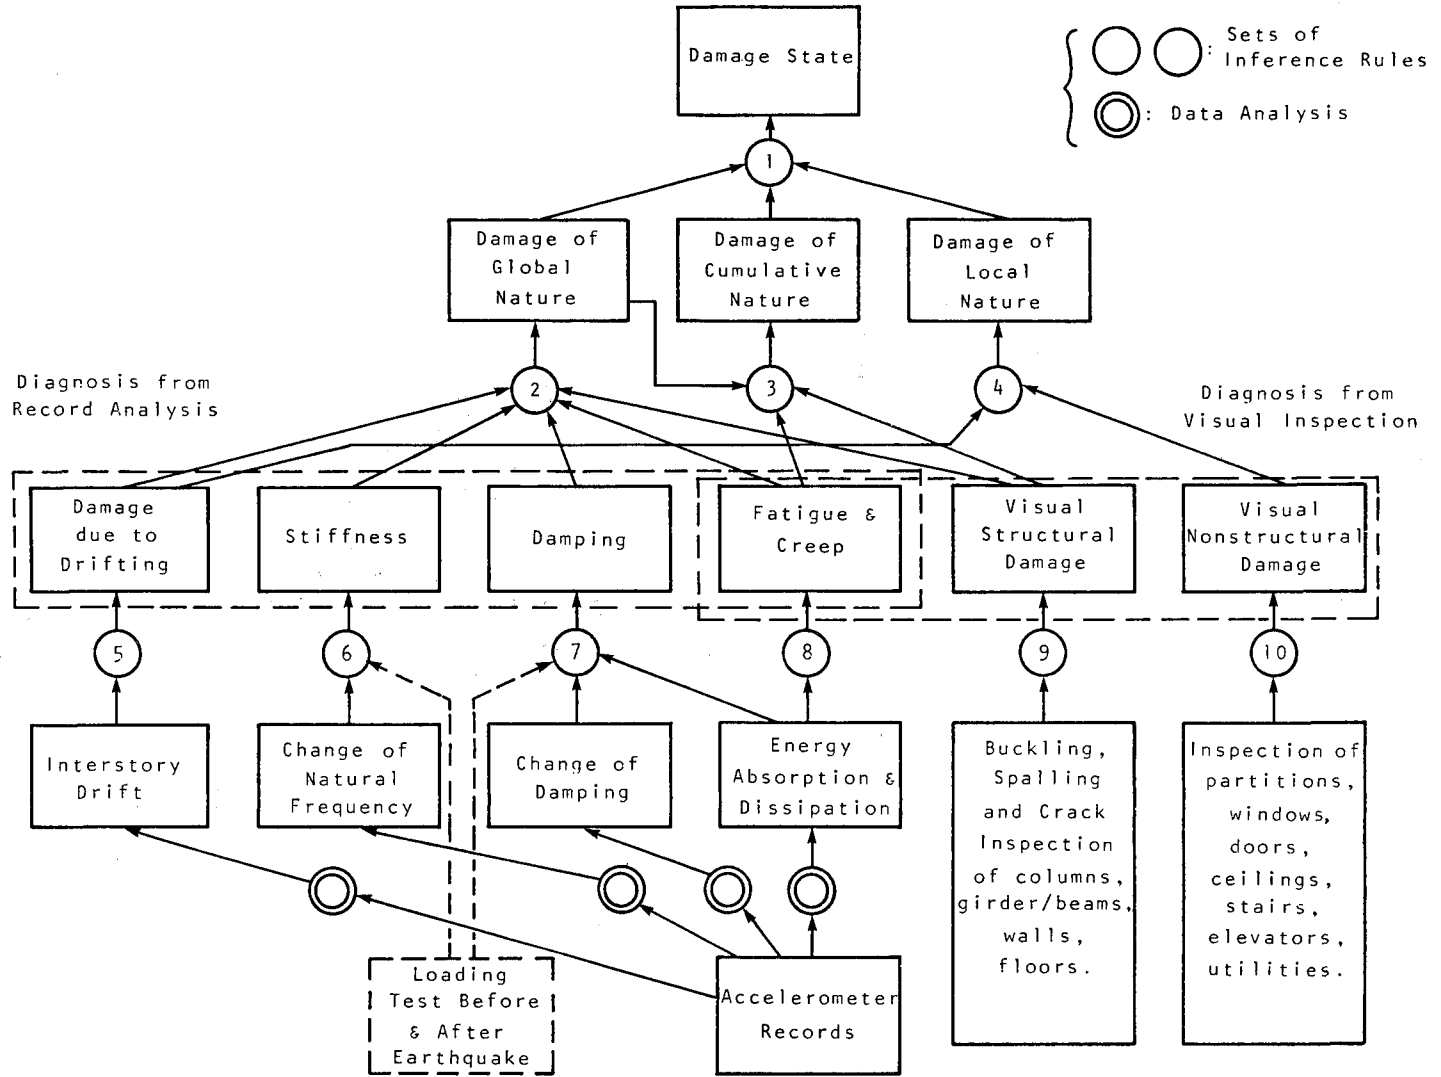 Damage State
: Sets of
Inference Rules
: Data Analysis
1
Damage of
Global
Nature
Damage of
Cumulative
Nature
Damage of
Local
Nature
Diagnosis from
Record Analysis
2
3
4
Diagnosis from
Visual Inspection
Damage
due to
Drifting
Stiffness
Damping
Fatigue &
Creep
Visual
Structural
Damage
Visual
Nonstructural
Damage
5
6
7
8
9
10
Interstory
Drift
Change of
Natural
Frequency
Change of
Damping
Energy
Absorption &
Dissipation
Buckling,
Spalling
and Crack
Inspection
of columns,
girder/beams,
walls,
floors.
Inspection of
partitions,
windows,
doors,
ceilings,
stairs,
elevators,
utilities.
Loading
Test Before
& After
Earthquake
Accelerometer
Records